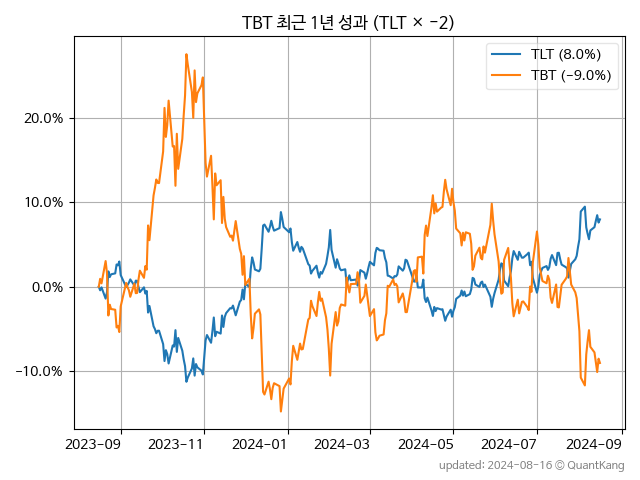 TBT 최근 1년 성과 (TLT × -2)
TLT (8.0%)
TBT (-9.0%)
20.0%
10.0%
0.0%
-10.0%
2023-09 2023-11 2024-01 2024-03 2024-05 2024-07 2024-09
updated: 2024-08-16 © QuantKang